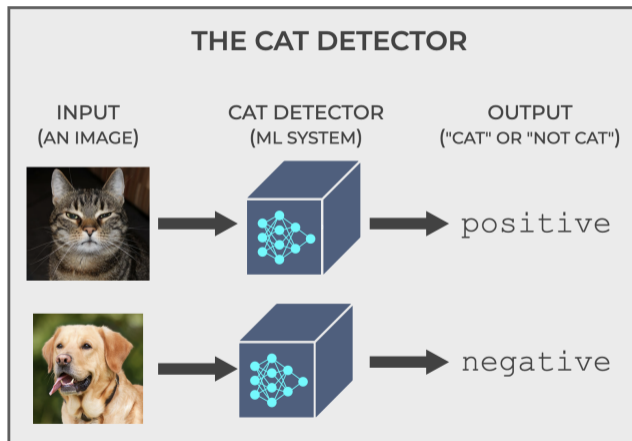 THE CAT DETECTOR
INPUT
(AN IMAGE)
CAT DETECTOR
(ML SYSTEM)
OUTPUT
("CAT" OR "NOT CAT")
positive
negative